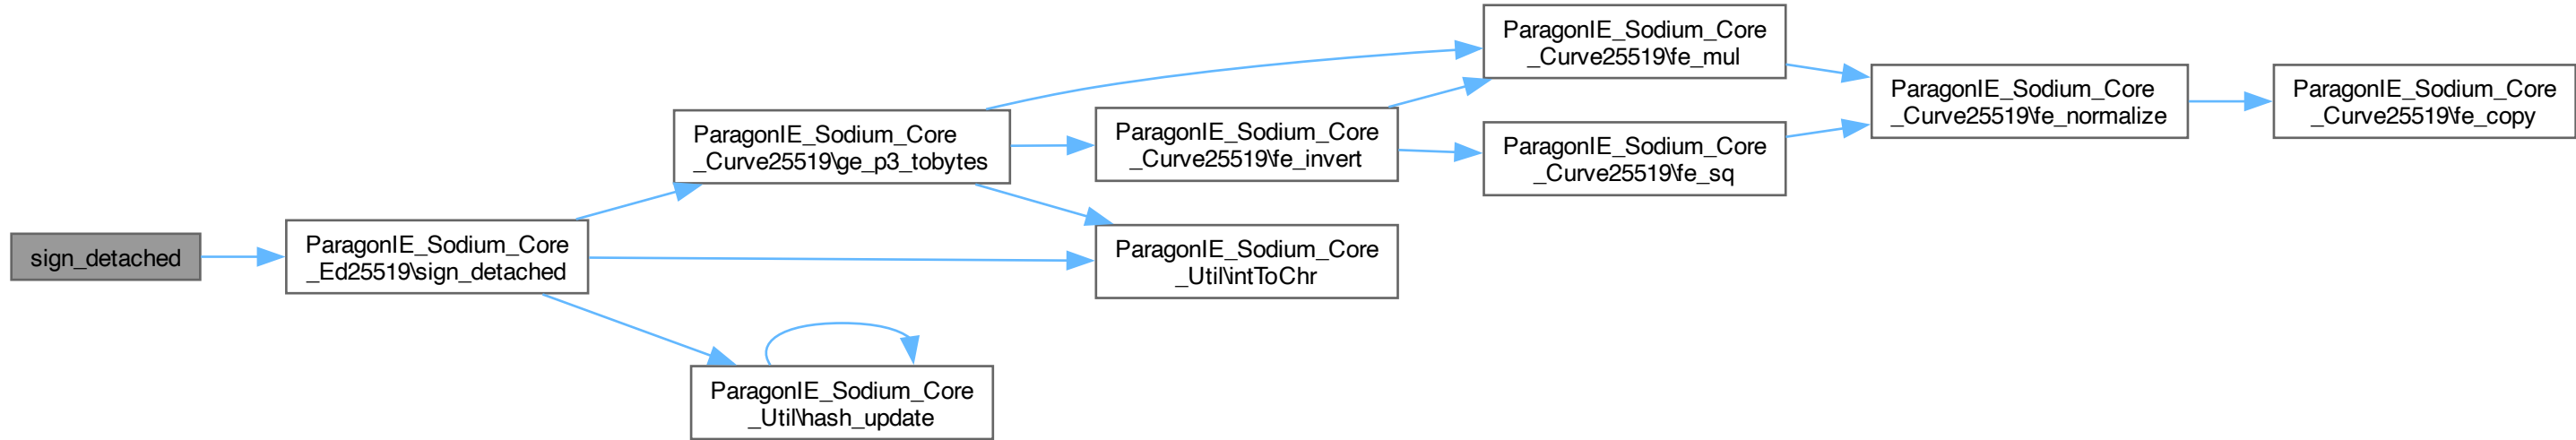 sign_detached
ParagonIE_Sodium_Core
_Ed25519\sign_detached
ParagonIE_Sodium_Core
_Curve25519\ge_p3_tobytes
ParagonIE_Sodium_Core
_Util\hash_update
ParagonIE_Sodium_Core
_Curve25519\fe_invert
ParagonIE_Sodium_Core
_Util\intToChr
ParagonIE_Sodium_Core
_Curve25519\fe_mul
ParagonIE_Sodium_Core
_Curve25519\fe_sq
ParagonIE_Sodium_Core
_Curve25519\fe_normalize
ParagonIE_Sodium_Core
_Curve25519\fe_copy